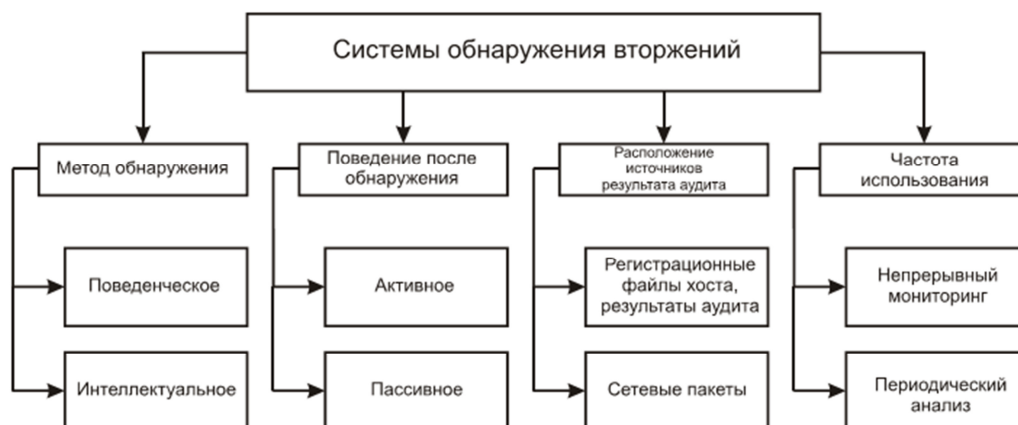 Системы обнаружения вторжений
Метод обнаружения
Поведение после
обнаружения
Расположение
источников
результата аудита
Частота
использования
Поведенческое
Активное
Регистрационные
файлы хоста,
результаты аудита
Непрерывный
мониторинг
Интеллектуальное
Пассивное
Сетевые пакеты
Периодический
анализ